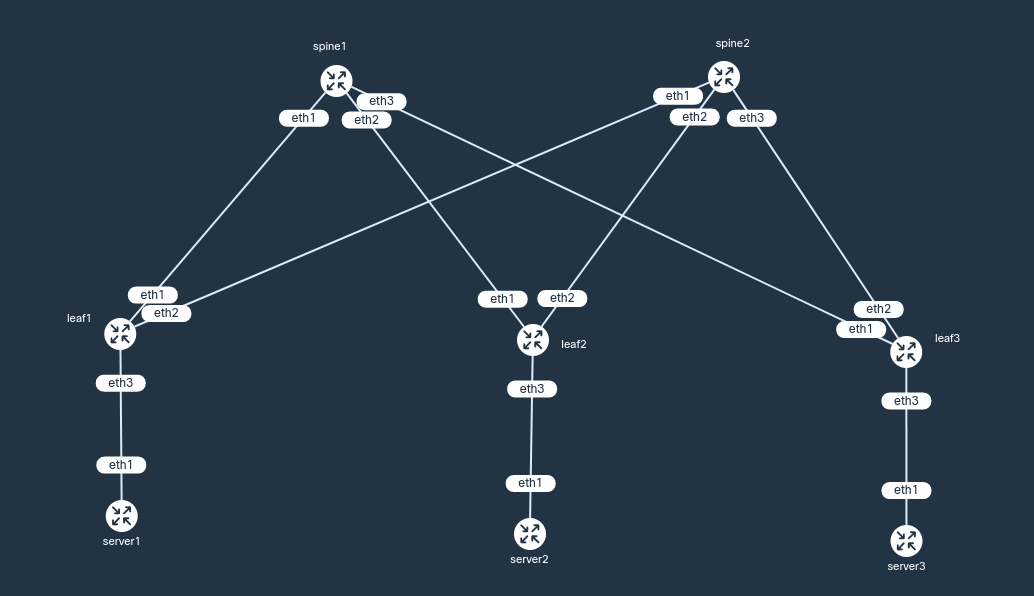 spine1
spine2
eth1
eth3
eth2
eth1
eth2
eth3
eth1
eth2
leaf1
eth1
eth2
leaf2
eth2
eth1
leaf3
eth3
eth3
eth3
eth1
eth1
eth1
server1
server2
server3